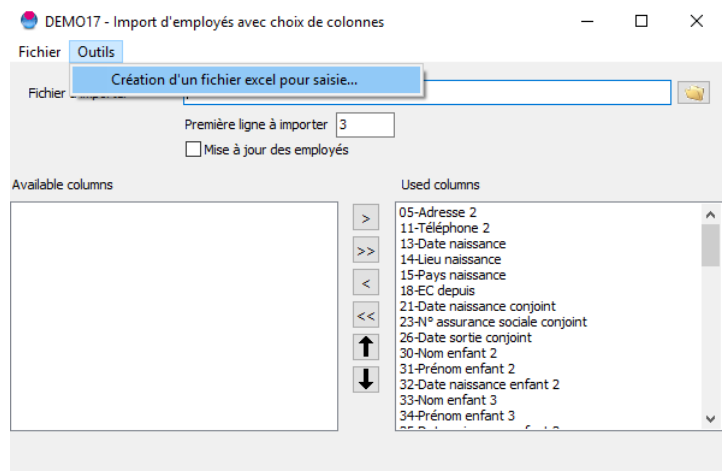 DEMO17 - Import d'employés avec choix de colonnes
Fichier Outils
Création d'un fichier excel pour saisie...
Fichier
Première ligne à importer 3
Mise à jour des employés
Available columns
Used columns
>
>>
<
<<
05-Adresse 2
11-Téléphone 2
13-Date naissance
14-Lieu naissance
15-Pays naissance
18-EC depuis
21-Date naissance conjoint
23-N° assurance sociale conjoint
26-Date sortie conjoint
30-Nom enfant 2
31-Prénom enfant 2
32-Date naissance enfant 2
33-Nom enfant 3
34-Prénom enfant 3